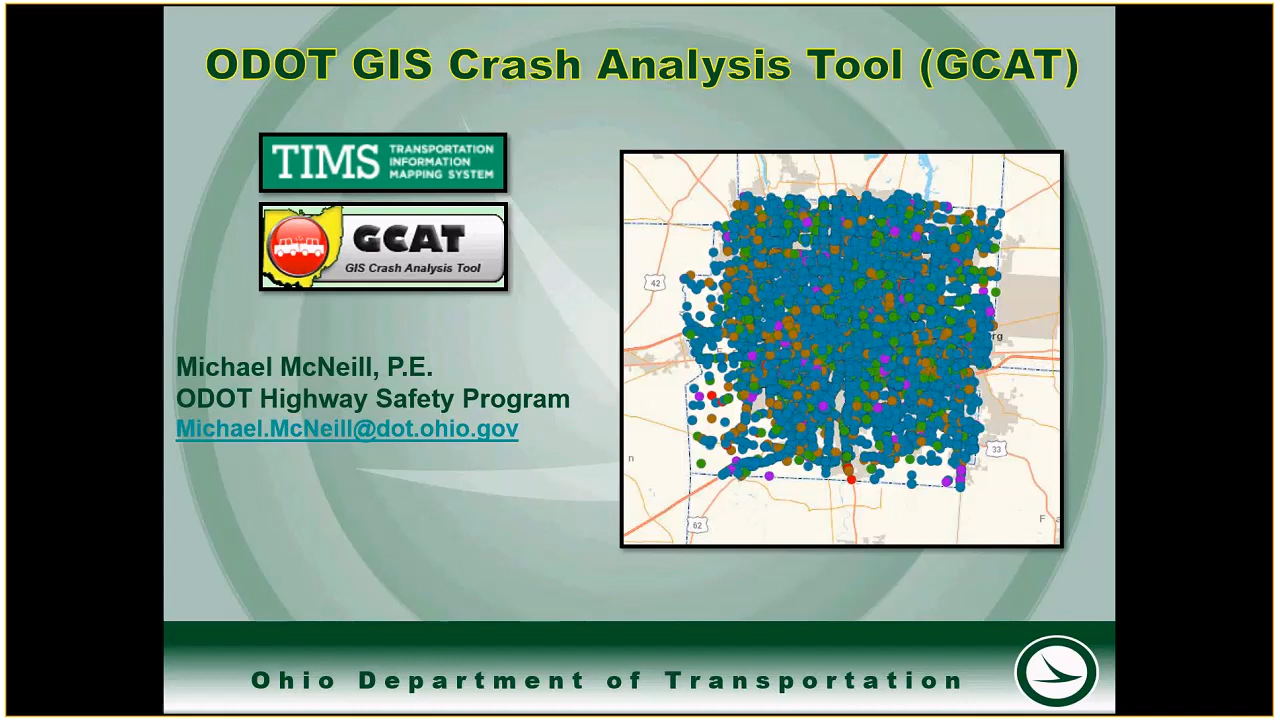 ODOT GIS Crash Analysis Tool (GCAT)
TIMS TRANSPORTATION
INFORMATION
MAPPING SYSTEM
GCAT
GIS Crash Analysis Tool
Michael McNeill, P.E.
ODOT Highway Safety Program
Michael.McNeill@dot.ohio.gov
42
rg
33
n
62
F a
Ohio Department of Transportation